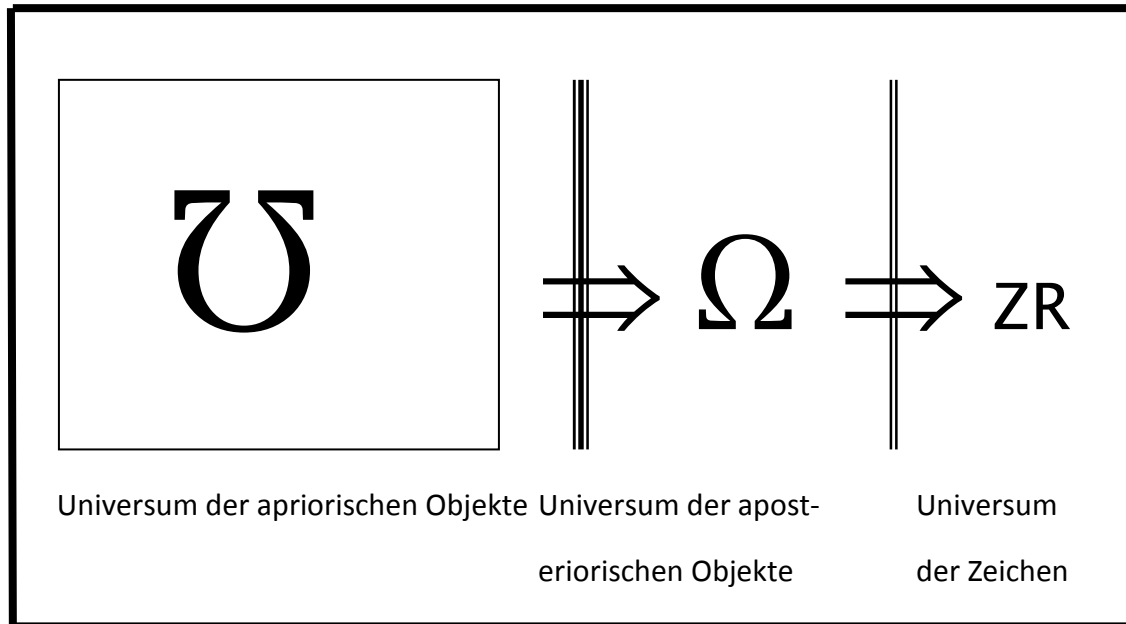 ℧ ⇒ Ω ⇒ ZR
Universum der apriorischen Objekte Universum der apost- Universum
eriorischen Objekte der Zeichen